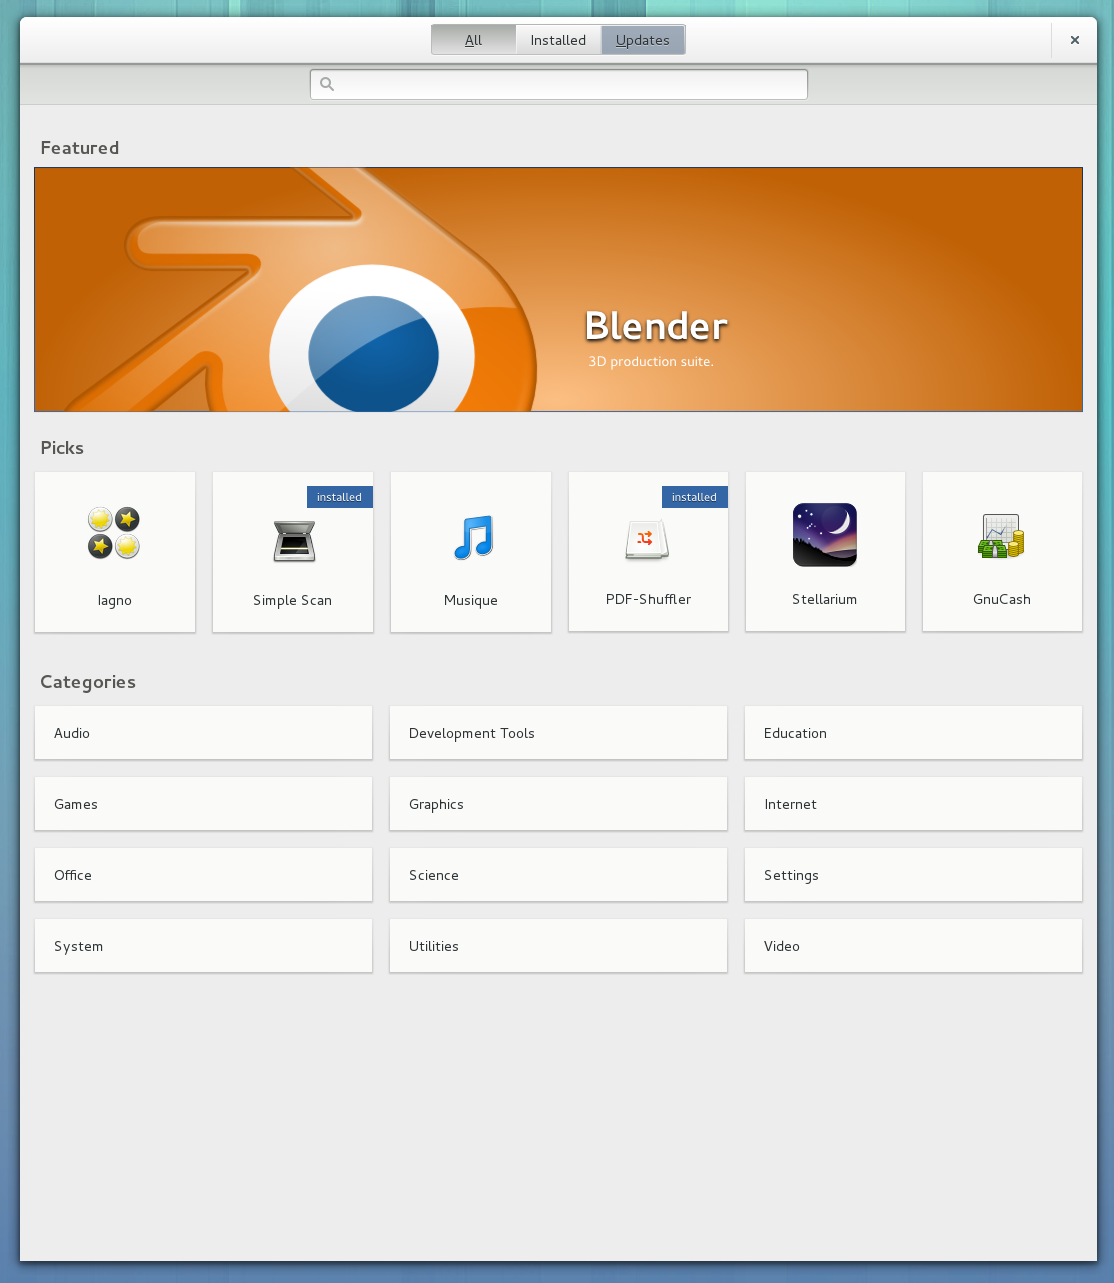 All Installed Updates
Featured
Blender
3D production suite.
Picks
installed installed
Iagno Simple Scan Musique PDF-Shuffler Stellarium GnuCash
Categories
Audio Development Tools Education
Games Graphics Internet
Office Science Settings
System Utilities Video